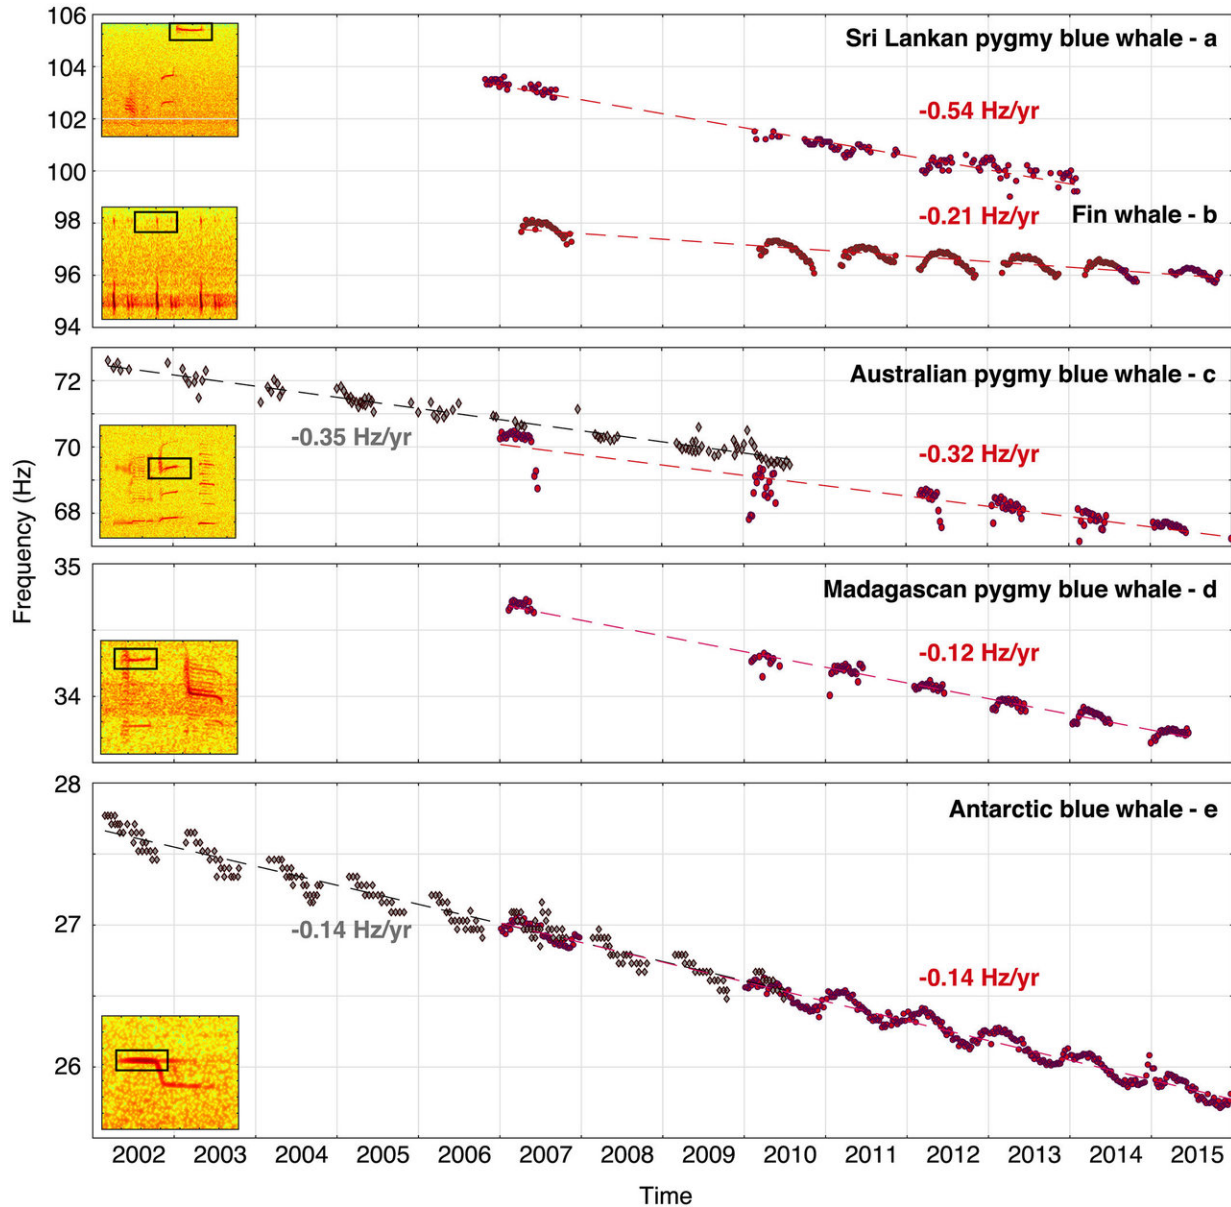 106
Sri Lankan pygmy blue whale - a
104
-0.54 Hz/yr
102
100
-0.21 Hz/yr
Fin whale - b
98
96
94
Australian pygmy blue whale - c
72
-0.35 Hz/yr
70
-0.32 Hz/yr
68
Frequency (Hz)
35
Madagascan pygmy blue whale - d
-0.12 Hz/yr
34
28
Antarctic blue whale - e
27
-0.14 Hz/yr
-0.14 Hz/yr
26
2002 2003 2004 2005 2006 2007 2008 2009 2010 2011 2012 2013 2014 2015
Time